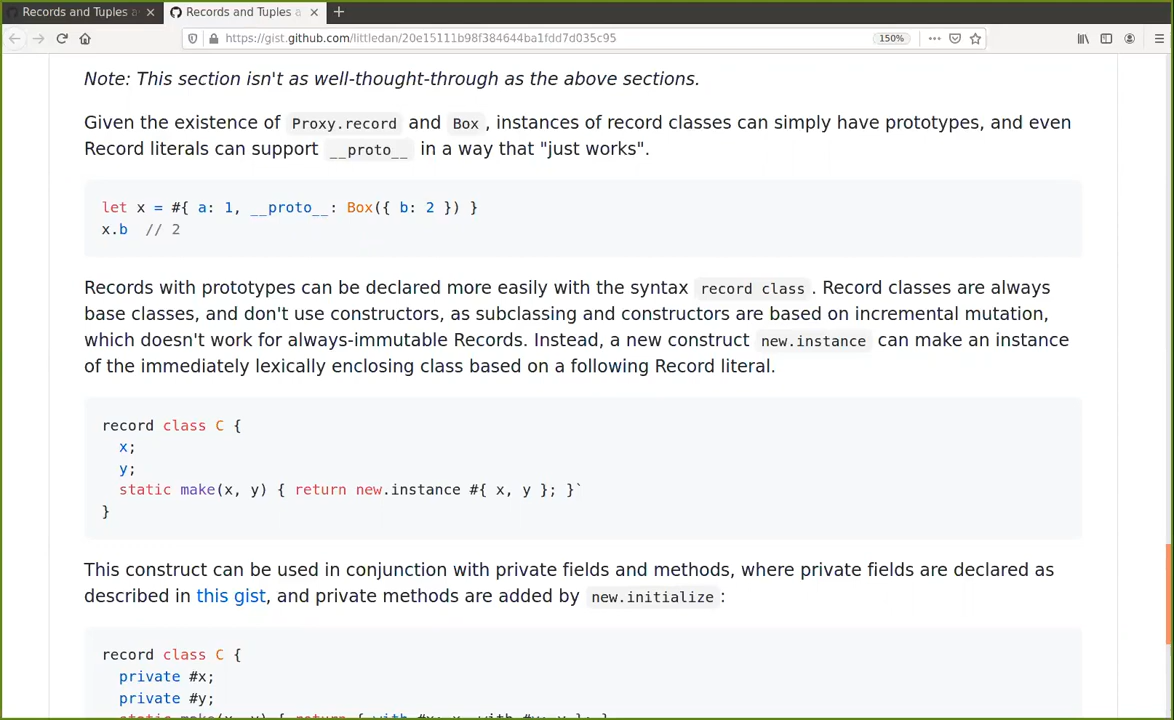 Records and Tuples a
Records and Tuples a
https://gist.github.com/littledan/20e15111b98f384644ba1fdd7d035c95
150%
Note: This section isn't as well-thought-through as the above sections.
Given the existence of Proxy.record and Box, instances of record classes can simply have prototypes, and even
Record literals can support __proto__ in a way that "just works".
let x = #{ a: 1, __proto__: Box({ b: 2 }) }
x.b // 2
Records with prototypes can be declared more easily with the syntax record class. Record classes are always
base classes, and don't use constructors, as subclassing and constructors are based on incremental mutation,
which doesn't work for always-immutable Records. Instead, a new construct new.instance can make an instance
of the immediately lexically enclosing class based on a following Record literal.
record class C {
x;
y;
static make(x, y) { return new.instance #{ x, y }; }`
}
This construct can be used in conjunction with private fields and methods, where private fields are declared as
described in this gist, and private methods are added by new.initialize:
record class C {
private #x;
private #y;
static make(x, y) { return { with #x: x, with #y: y }; }